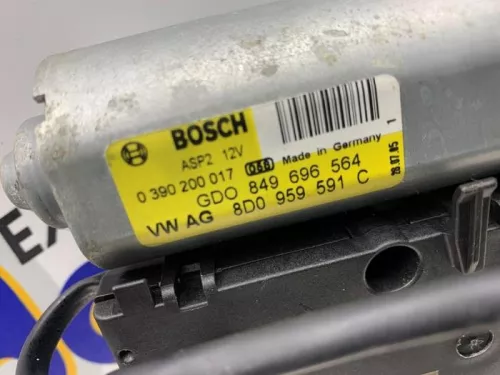 BOSCH
ASP2 12V
0 390 200 017 Made in Germany
GDO 849 696 564
VW AG 8D0 959 591 C
1